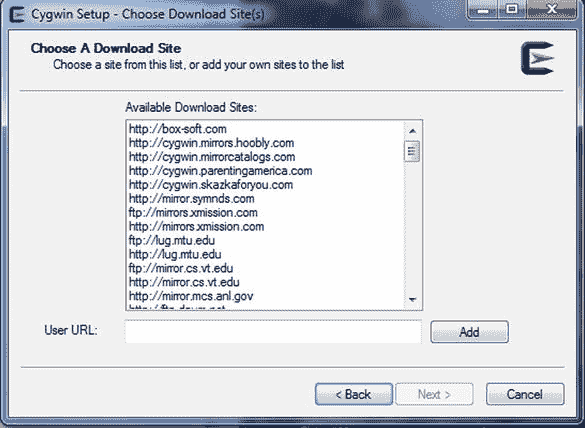 Cygwin Setup - Choose Download Site(s)
Choose A Download Site
Choose a site from this list, or add your own sites to the list
Available Download Sites:
http://box-soft.com
http://cygwin.mirrors.hoobly.com
http://cygwin.mirrorcatalogs.com
http://cygwin.parentingamerica.com
http://cygwin.skazkaforyou.com
http://mirror.symnds.com
ftp://mirrors.xmission.com
http://mirrors.xmission.com
ftp://lug.mtu.edu
http://lug.mtu.edu
ftp://mirror.cs.vt.edu
http://mirror.cs.vt.edu
http://mirror.mcs.anl.gov
User URL:
Add
< Back
Next >
Cancel